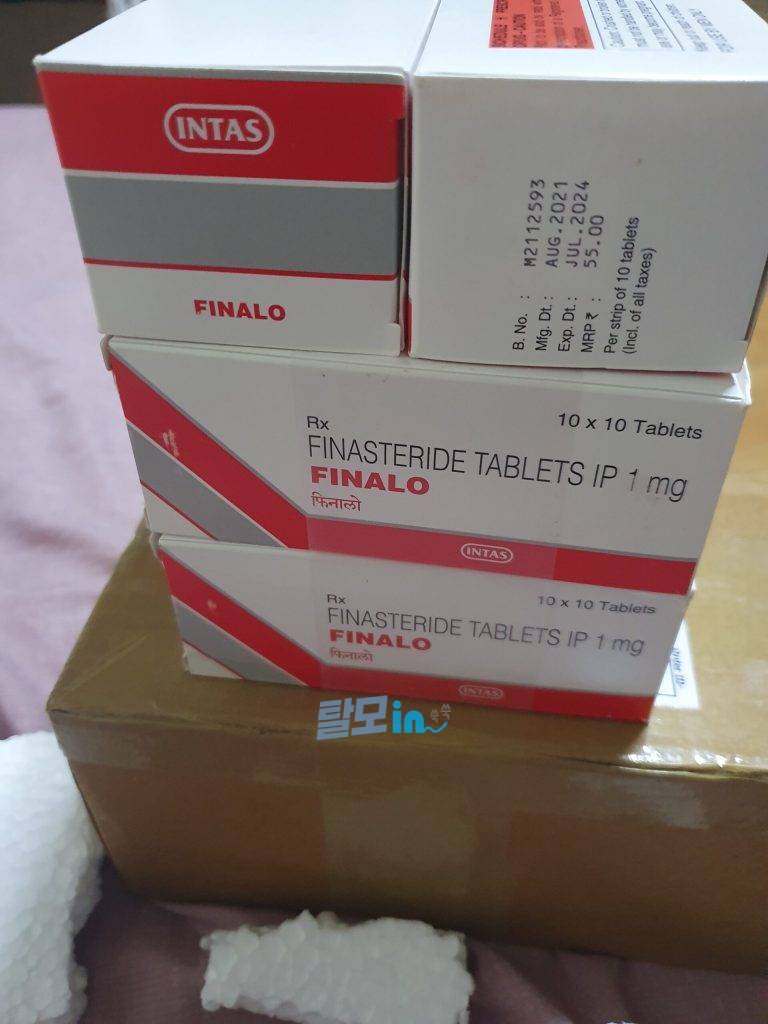 INTAS
FINALO
SCHEDULE H
B. No. : M2112593
Mfg. Dt. : AUG.2021
Exp. Dt. : JUL.2024
MRP ₹ : 55.00
Per strip of 10 tablets
(Incl. of all taxes)
Rx
10 x 10 Tablets
FINASTERIDE TABLETS IP 1 mg
FINALO
फिनालो
INTAS
Rx
10 x 10 Tablets
FINASTERIDE TABLETS IP 1 mg
FINALO
फिनालो
INTAS
탈모in